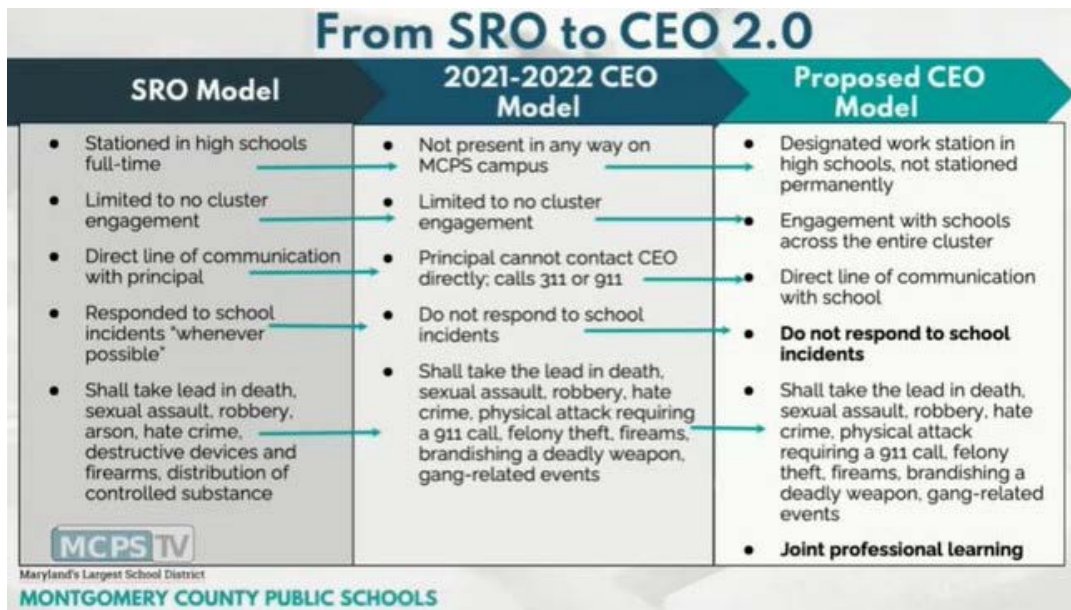 From SRO to CEO 2.0
SRO Model
Stationed in high schools
full-time
Limited to no cluster
engagement
Direct line of communication
with principal
Responded to school
incidents "whenever
possible"
Shall take lead in death,
sexual assault, robbery,
arson, hate crime,
destructive devices and
firearms, distribution of
controlled substance
2021-2022 CEO
Model
Not present in any way on
MCPS campus
Limited to no cluster
engagement
Principal cannot contact CEO
directly; calls 311 or 911
Do not respond to school
incidents
Shall take the lead in death,
sexual assault, robbery, hate
crime, physical attack requiring
a 911 call, felony theft, fireams,
brandishing a deadly weapon,
gang-related events
Proposed CEO
Model
Designated work station in
high schools, not stationed
permanently
Engagement with schools
across the entire cluster
Direct line of communication
with school
Do not respond to school
incidents
Shall take the lead in death,
sexual assault, robbery, hate
crime, physical attack
requiring a 911 call, felony
theft, fireams, brandishing a
deadly weapon, gang-related
events
Joint professional learning
MCPS TV
Maryland's Largest School District
MONTGOMERY COUNTY PUBLIC SCHOOLS